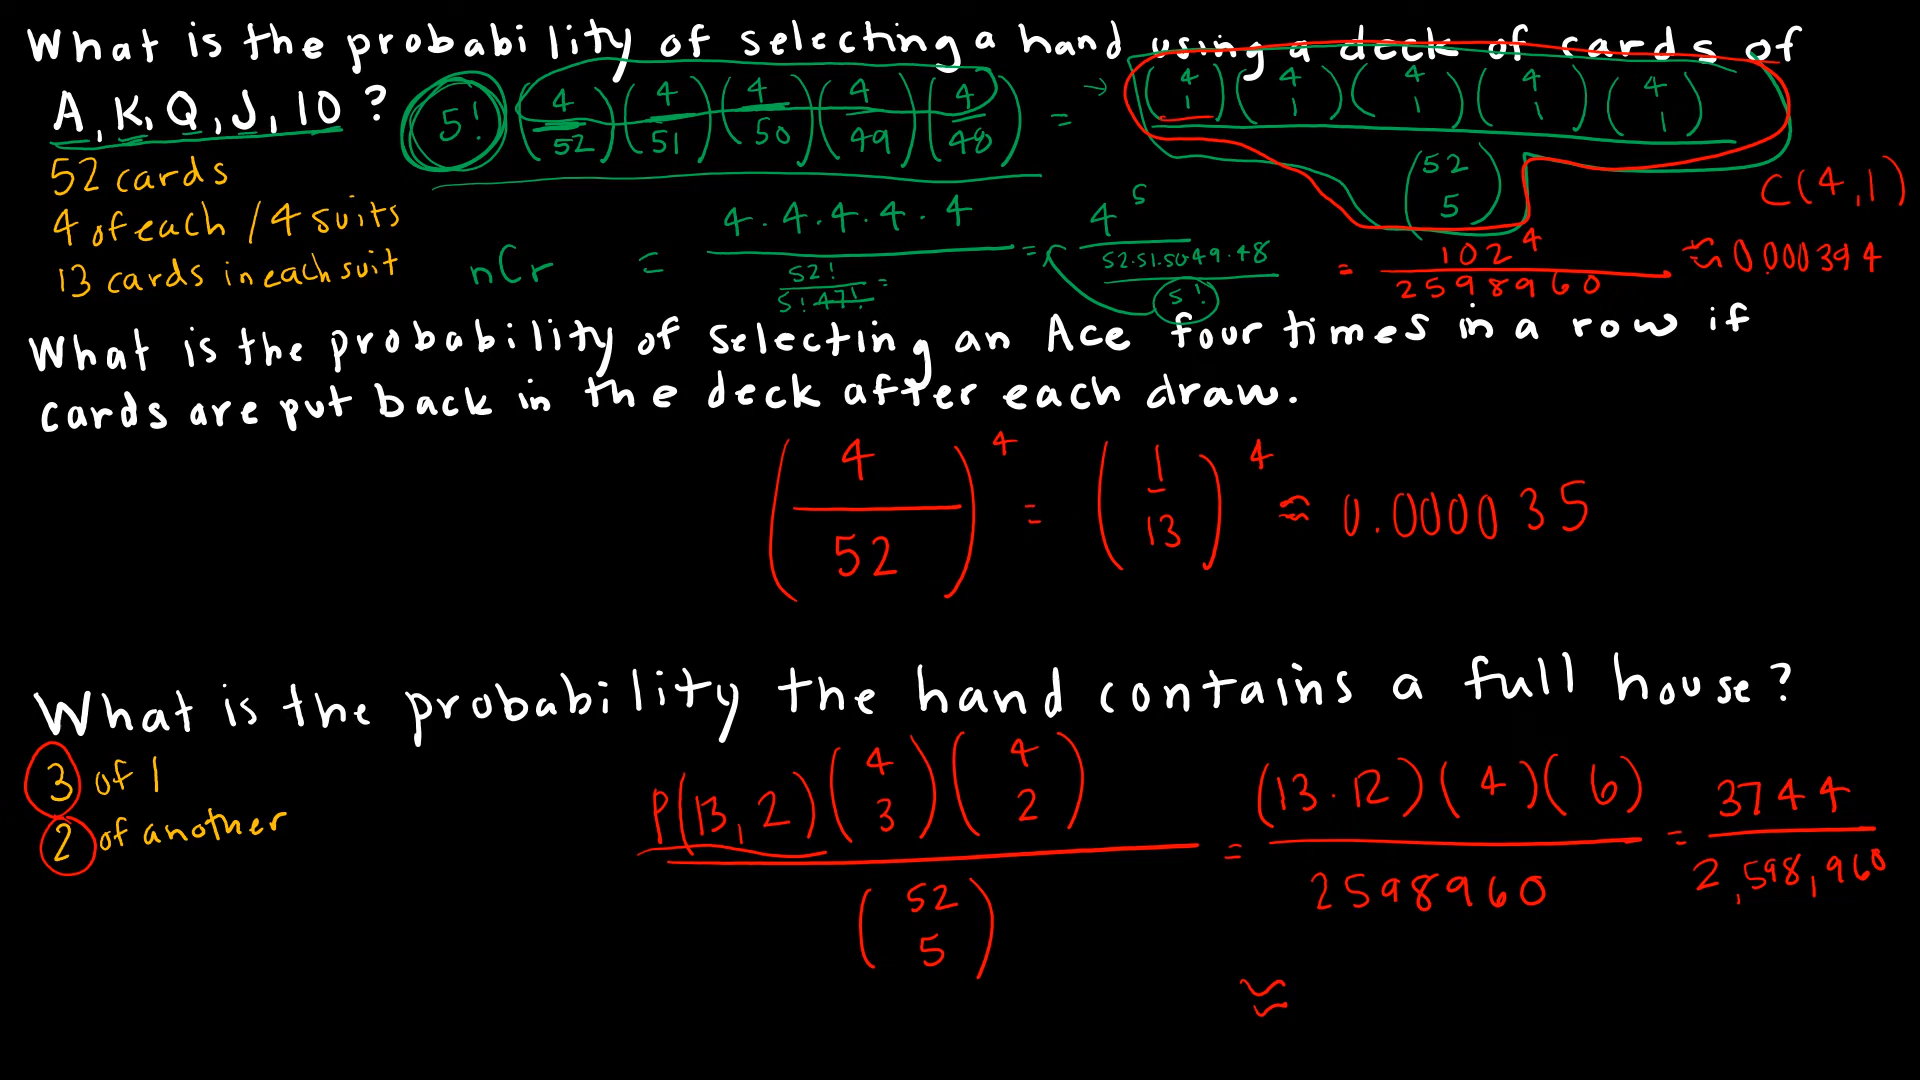 What is the probability of selecting a hand using a deck of cards of
A, K, Q, J, 10 ?
5! (4/52)(4/51)(4/50)(4/49)(4/48) = → (4 1)(4 1)(4 1)(4 1)(4 1) / (52 5)
52 cards
4 of each / 4 suits
13 cards in each suit
C(4,1)
nCr = 4·4·4·4·4 / 52!/5!47! = = 4^5 / 52·51·50·49·48 / 5! = 1024 / 2598960 ≈ 0.000394
4
What is the probability of selecting an Ace four times in a row if
cards are put back in the deck after each draw.
(4/52)^4 = (1/13)^4 ≈ 0.000035
What is the probability the hand contains a full house?
3 of 1
2 of another
P(13,2)(4 3)(4 2) / (52 5) = (13·12)(4)(6) / 2598960 = 3744 / 2,598,960
≈